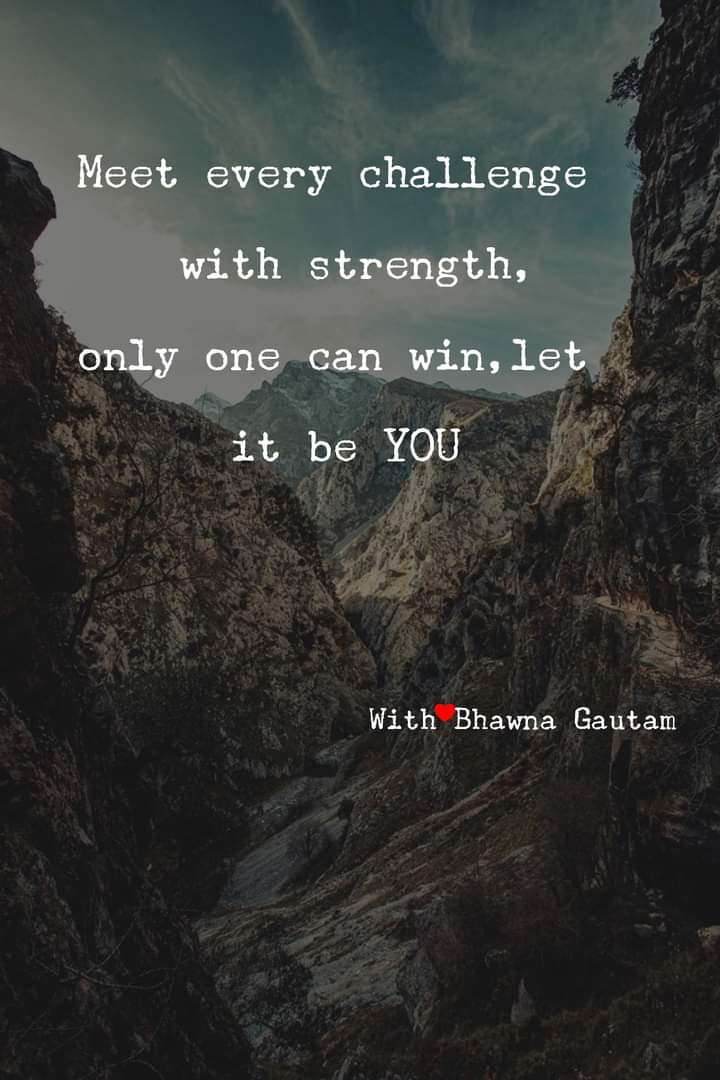 Meet every challenge
with strength,
only one can win,let
it be YOU
With❤Bhawna Gautam